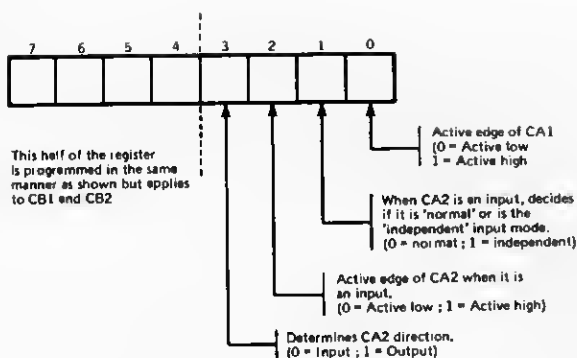 7 6 5 4 3 2 1 0
Active edge of CA1
(0 = Active low
1 = Active high
This half of the register
Is programmed in the same
manner as shown but applies
to CB1 end CB2
When CA2 is an input, decides
if it is 'normal' or is the
'independent' input mode.
(0 = normat ; 1 = independent)
Active edge of CA2 when it is
an input.
(0 = Active low ; 1 = Active high)
Determines CA2 direction.
(0 = Input ; 1 = Output)